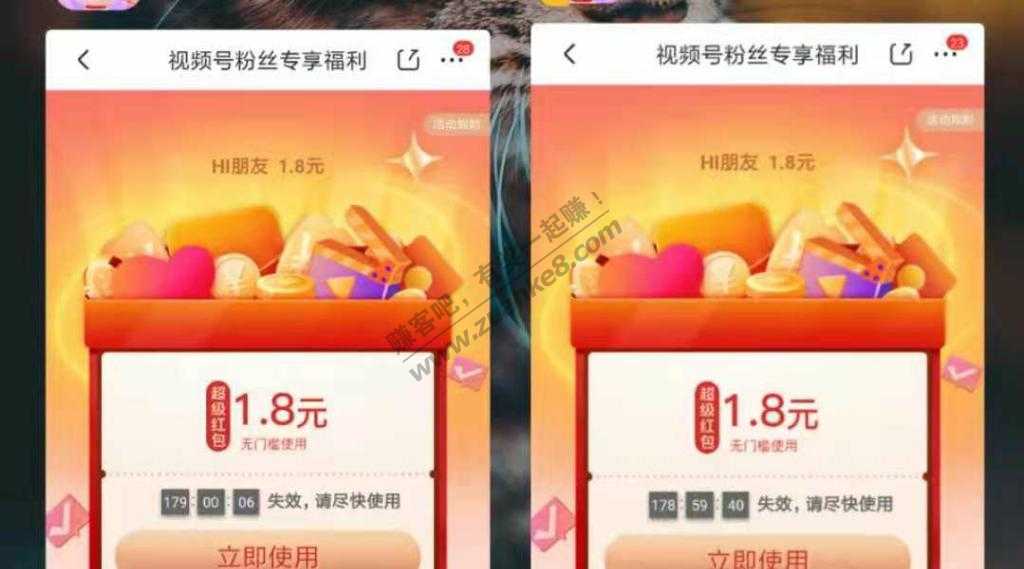 视频号粉丝专享福利
28
活动规则
HI朋友 1.8元
超级红包
1.8元
无门槛使用
179:00:06 失效，请尽快使用
立即使用
视频号粉丝专享福利
23
活动规则
HI朋友 1.8元
超级红包
1.8元
无门槛使用
178:59:40 失效，请尽快使用
立即使用
赚客吧，有奖一起赚！
www.zuanke8.com